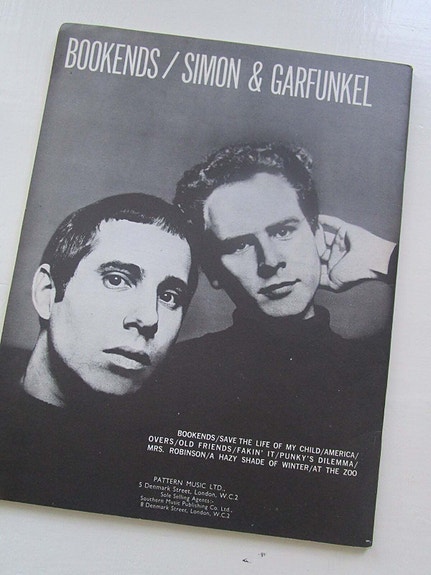 BOOKENDS / SIMON & GARFUNKEL
BOOKENDS/SAVE THE LIFE OF MY CHILD/AMERICA/
OVERS/OLD FRIENDS/FAKIN' IT/PUNKY'S DILEMMA/
MRS. ROBINSON/A HAZY SHADE OF WINTER/AT THE ZOO
PATTERN MUSIC LTD.,
5 Denmark Street, London, W.C.2
Sole Selling Agents:-
Southern Music Publishing Co. Ltd.,
8 Denmark Street, London, W.C.2